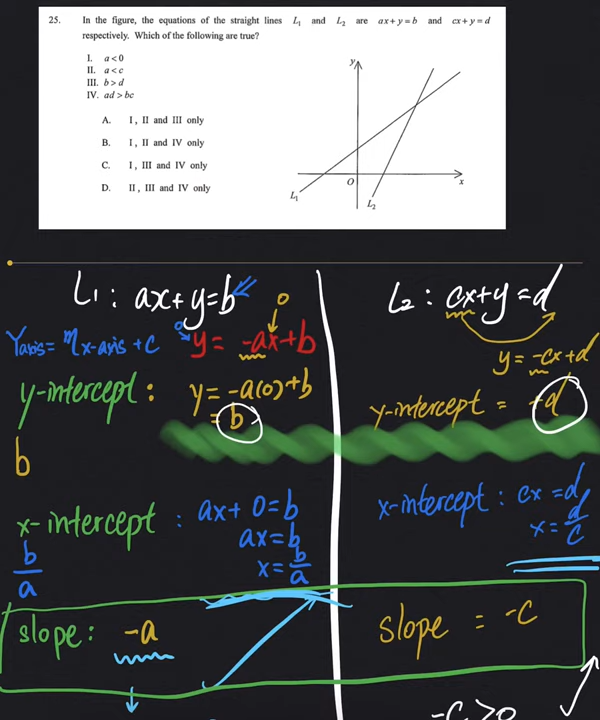 25. In the figure, the equations of the straight lines L₁ and L₂ are ax + y = b and cx + y = d
respectively. Which of the following are true?
I. a < 0
II. a < c
III. b > d
IV. ad > bc
A. I, II and III only
B. I, II and IV only
C. I, III and IV only
D. II, III and IV only
y
O
x
L₁
L₂
L₁ : ax+y=b
0
Yaxis = m x-axis + c
0
y = -ax+b
y-intercept :
y = -a(0)+b
= b
b
x-intercept : ax+ 0=b
ax=b
x= b/a
b/a
slope: -a
L₂ : cx+y =d
y = -cx+d
y-intercept = +d
x-intercept : cx =d
x= d/c
slope = -c
-c>0